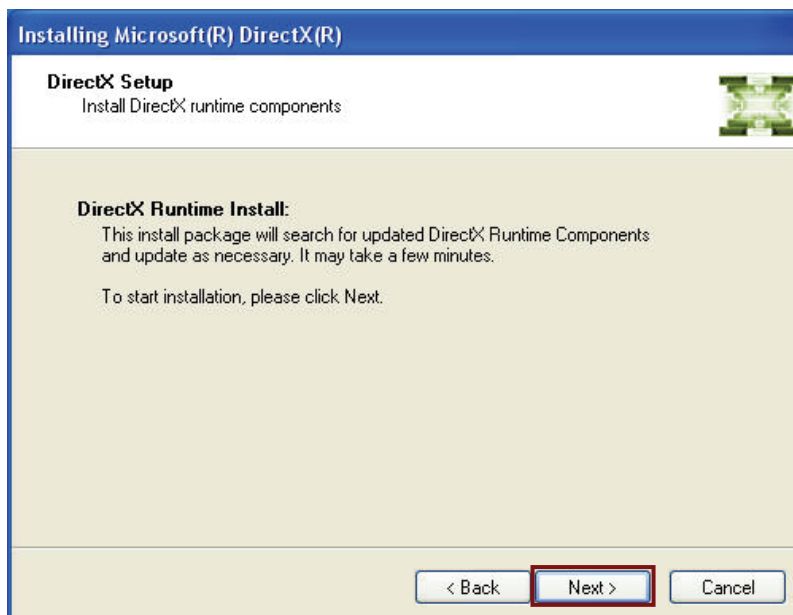 Installing Microsoft(R) DirectX(R)
DirectX Setup
Install DirectX runtime components
DirectX Runtime Install:
This install package will search for updated DirectX Runtime Components
and update as necessary. It may take a few minutes.
To start installation, please click Next.
< Back Next > Cancel